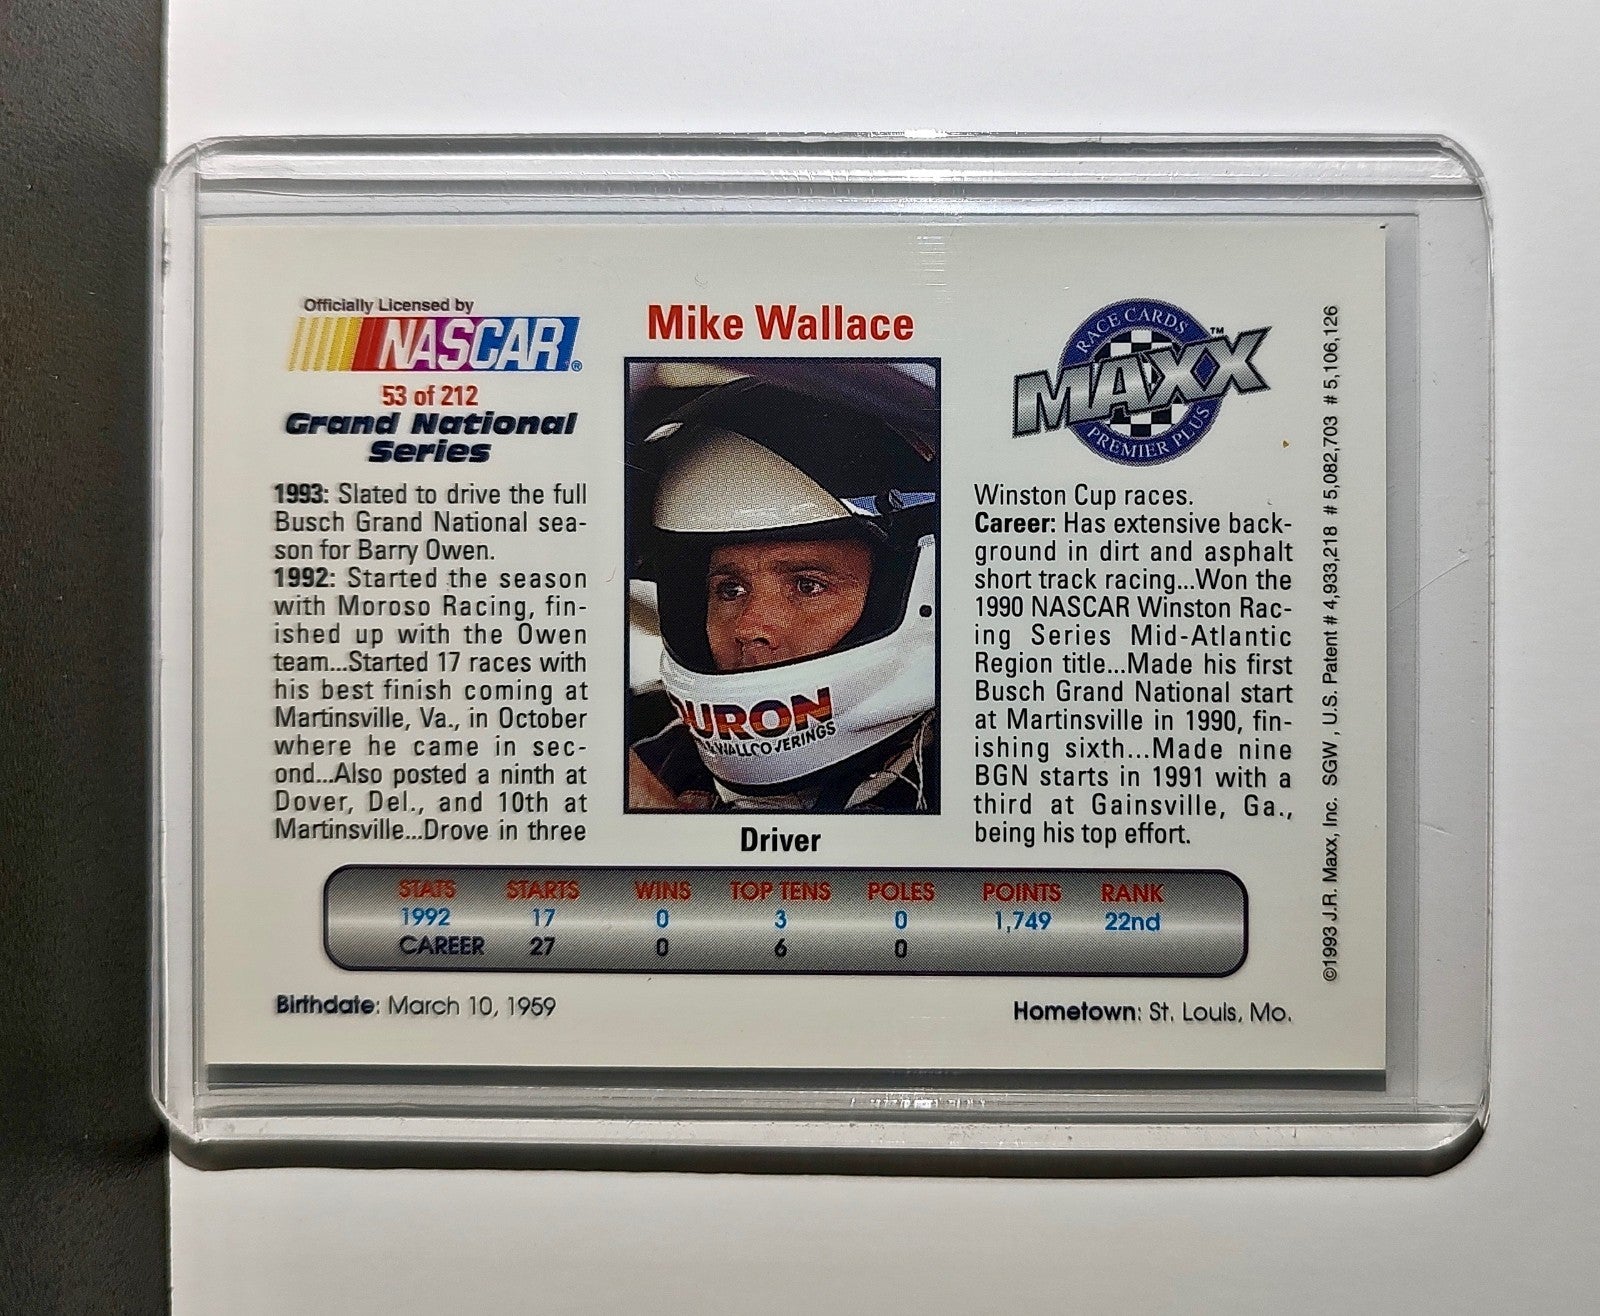 Officially Licensed by
NASCAR®
53 of 212
Grand National
Series
1993: Slated to drive the full
Busch Grand National sea-
son for Barry Owen.
1992: Started the season
with Moroso Racing, fin-
ished up with the Owen
team...Started 17 races with
his best finish coming at
Martinsville, Va., in October
where he came in sec-
ond...Also posted a ninth at
Dover, Del., and 10th at
Martinsville...Drove in three
Mike Wallace
URON
WALLCOVERINGS
Driver
RACE CARDS
MAXX™
PREMIER PLUS
Winston Cup races.
Career: Has extensive back-
ground in dirt and asphalt
short track racing...Won the
1990 NASCAR Winston Rac-
ing Series Mid-Atlantic
Region title...Made his first
Busch Grand National start
at Martinsville in 1990, fin-
ishing sixth...Made nine
BGN starts in 1991 with a
third at Gainsville, Ga.,
being his top effort.
STATS STARTS WINS TOP TENS POLES POINTS RANK
1992 17 0 3 0 1,749 22nd
CAREER 27 0 6 0
Birthdate: March 10, 1959
Hometown: St. Louis, Mo.
©1993 J.R. Maxx, Inc. SGW , U.S. Patent # 4,933,218 # 5,082,703 # 5,106,126